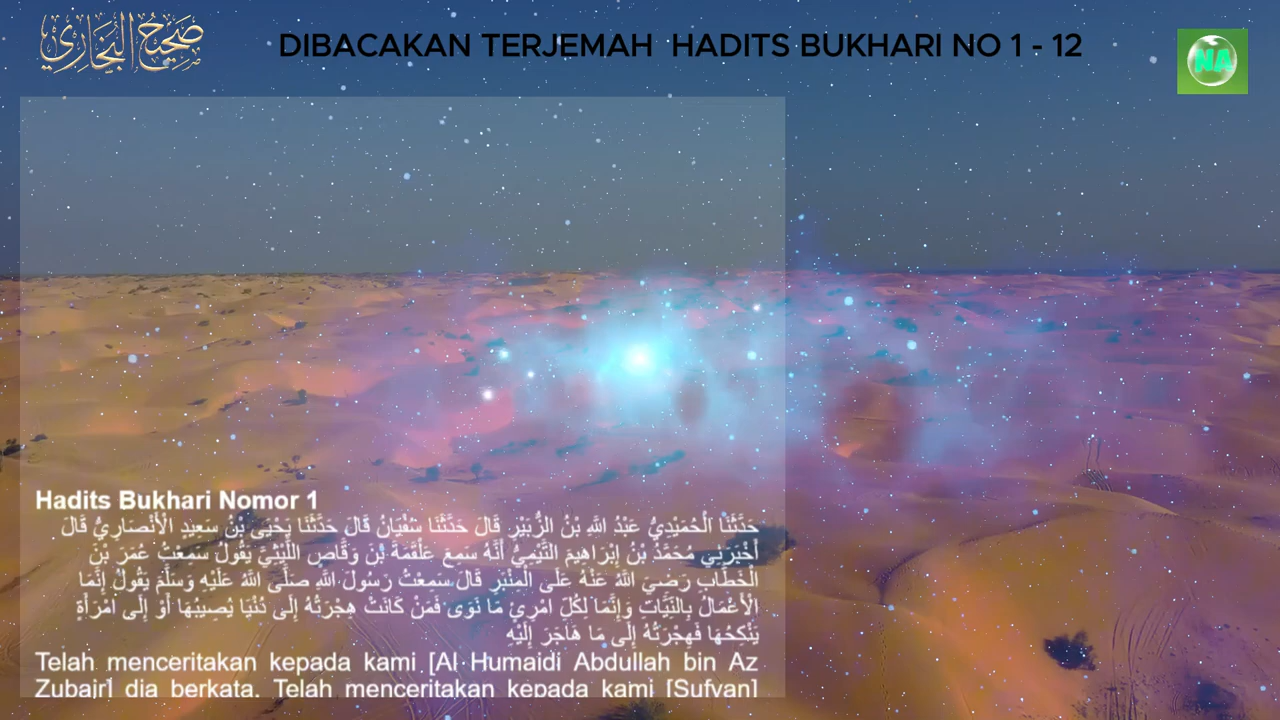 صحيح البخاري
DIBACAKAN TERJEMAH HADITS BUKHARI NO 1 - 12
NA
Hadits Bukhari Nomor 1
حَدَّثَنَا الْحُمَيْدِيُّ عَبْدُ اللَّهِ بْنُ الزُّبَيْرِ قَالَ حَدَّثَنَا سُفْيَانُ قَالَ حَدَّثَنَا يَحْيَى بْنُ سَعِيدٍ الْأَنْصَارِيُّ قَالَ
أَخْبَرَنِي مُحَمَّدُ بْنُ إِبْرَاهِيمَ التَّيْمِيُّ أَنَّهُ سَمِعَ عَلْقَمَةَ بْنَ وَقَّاصٍ اللَّيْثِيَّ يَقُولُ سَمِعْتُ عُمَرَ بْنَ
الْخَطَّابِ رَضِيَ اللَّهُ عَنْهُ عَلَى الْمِنْبَرِ قَالَ سَمِعْتُ رَسُولَ اللَّهِ صَلَّى اللَّهُ عَلَيْهِ وَسَلَّمَ يَقُولُ إِنَّمَا
الْأَعْمَالُ بِالنِّيَّاتِ وَإِنَّمَا لِكُلِّ امْرِئٍ مَا نَوَى فَمَنْ كَانَتْ هِجْرَتُهُ إِلَى دُنْيَا يُصِيبُهَا أَوْ إِلَى امْرَأَةٍ
يَنْكِحُهَا فَهِجْرَتُهُ إِلَى مَا هَاجَرَ إِلَيْهِ
Telah menceritakan kepada kami [Al Humaidi Abdullah bin Az
Zubair] dia berkata, Telah menceritakan kepada kami [Sufyan]